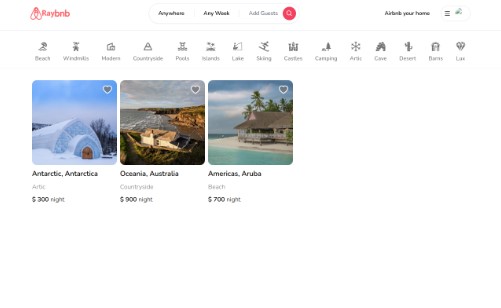 Raybnb
Anywhere
Any Week
Add Guests
Airbnb your home
Beach
Windmills
Modern
Countryside
Pools
Islands
Lake
Skiing
Castles
Camping
Artic
Cave
Desert
Barns
Lux
Antarctic, Antarctica
Artic
$ 300 night
Oceania, Australia
Countryside
$ 900 night
Americas, Aruba
Beach
$ 700 night